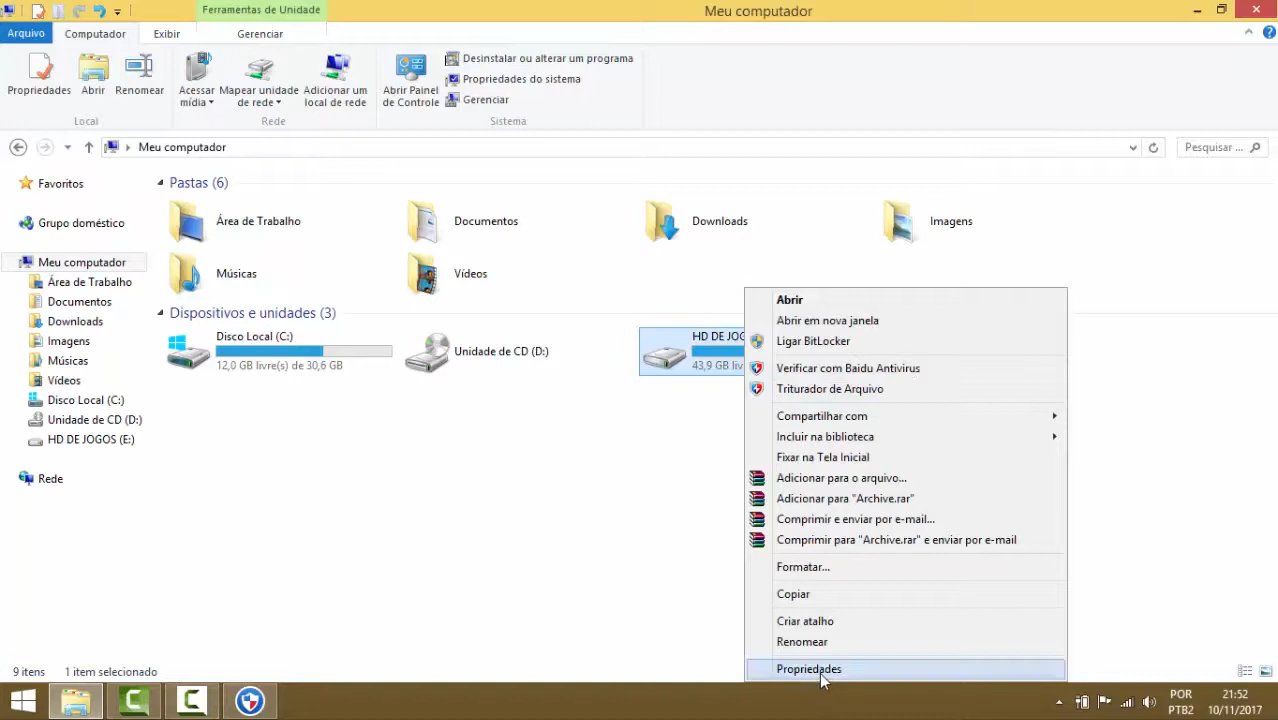 Ferramentas de Unidade
Meu computador
Arquivo
Computador
Exibir
Gerenciar
Propriedades
Abrir
Renomear
Acessar mídia
Mapear unidade de rede
Adicionar um local de rede
Abrir Painel de Controle
Desinstalar ou alterar um programa
Propriedades do sistema
Gerenciar
Local
Rede
Sistema
Meu computador
Pesquisar ...
Favoritos
Grupo doméstico
Meu computador
Área de Trabalho
Documentos
Downloads
Imagens
Músicas
Vídeos
Disco Local (C:)
Unidade de CD (D:)
HD DE JOGOS (E:)
Rede
Pastas (6)
Área de Trabalho
Documentos
Downloads
Imagens
Músicas
Vídeos
Dispositivos e unidades (3)
Disco Local (C:)
12,0 GB livre(s) de 30,6 GB
Unidade de CD (D:)
HD DE JOG
43,9 GB liv
Abrir
Abrir em nova janela
Ligar BitLocker
Verificar com Baidu Antivirus
Triturador de Arquivo
Compartilhar com
Incluir na biblioteca
Fixar na Tela Inicial
Adicionar para o arquivo...
Adicionar para "Archive.rar"
Comprimir e enviar por e-mail...
Comprimir para "Archive.rar" e enviar por e-mail
Formatar...
Copiar
Criar atalho
Renomear
Propriedades
9 itens
1 item selecionado
POR
PTB2
21:52
10/11/2017